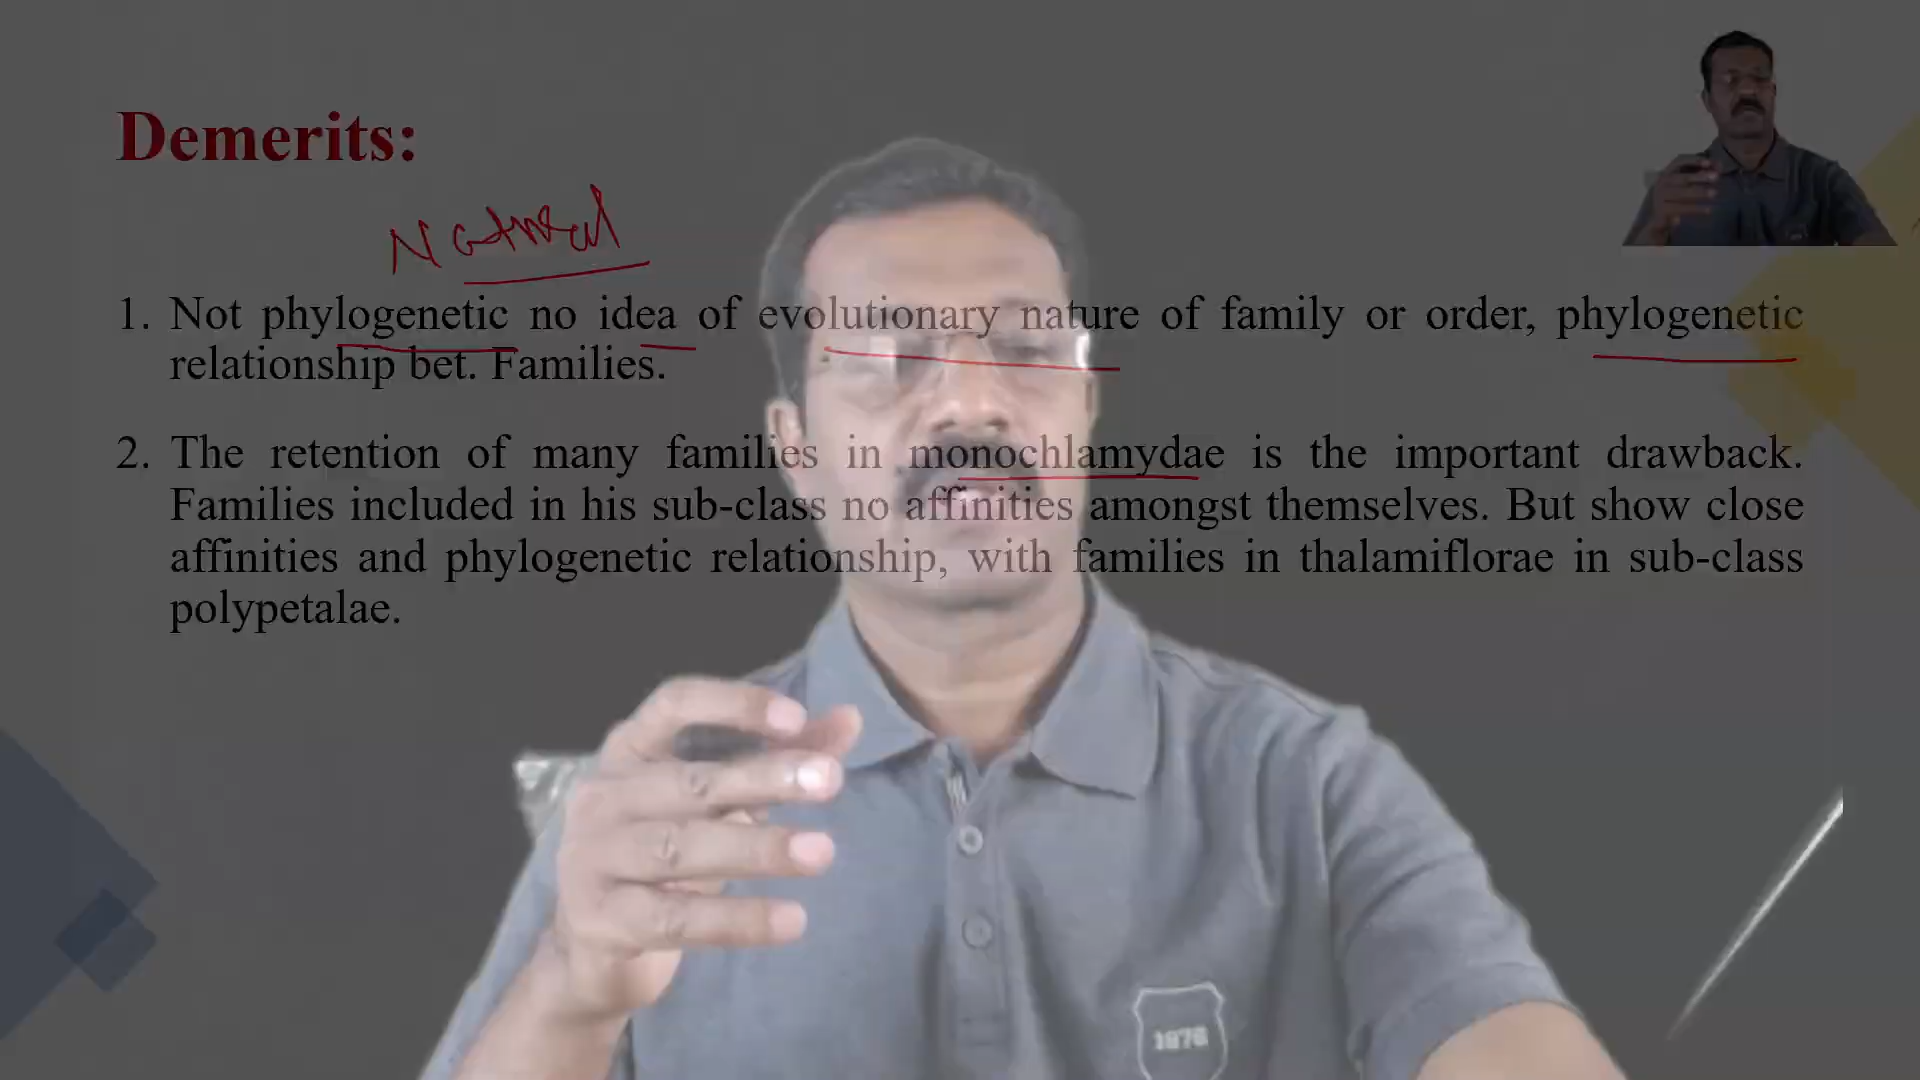 Demerits:
Natural
1. Not phylogenetic no idea of evolutionary nature of family or order, phylogenetic
relationship bet. Families.
2. The retention of many families in monochlamydae is the important drawback.
Families included in his sub-class no affinities amongst themselves. But show close
affinities and phylogenetic relationship, with families in thalamiflorae in sub-class
polypetalae.
1976